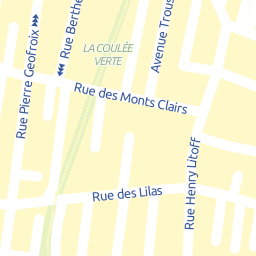 Rue Pierre Geofroix
Rue Berthe
LA COULÉE
VERTE
Avenue Trous
Rue des Monts Clairs
Rue des Lilas
Rue Henry Litoff